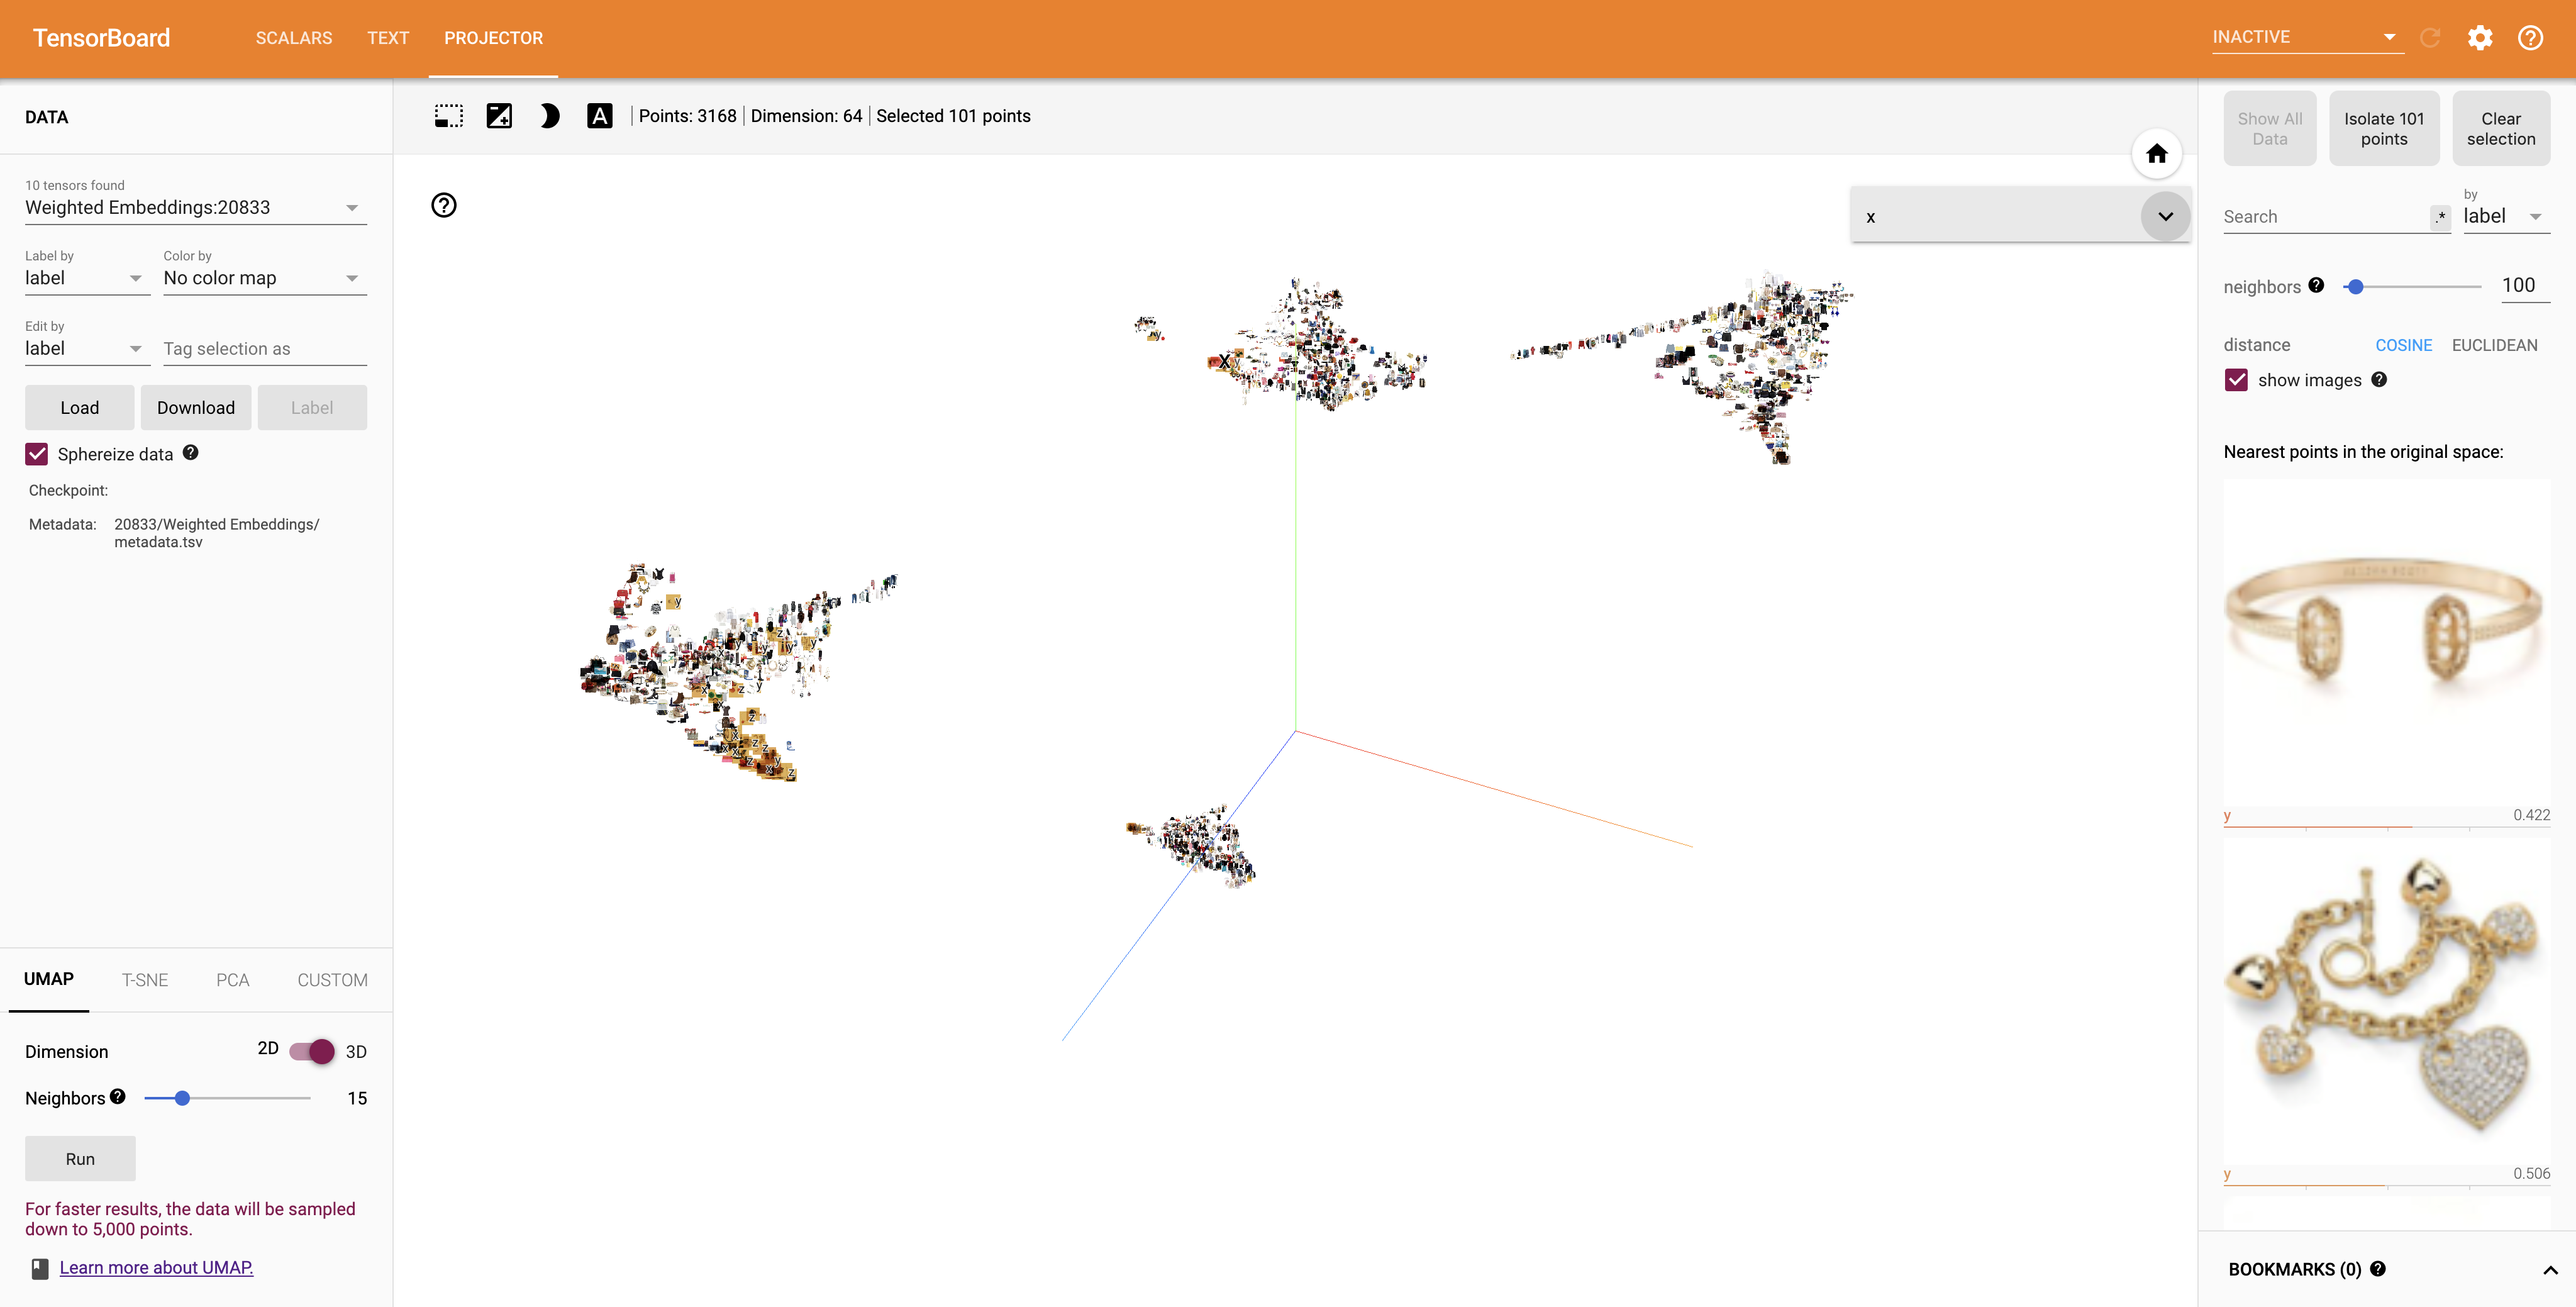 TensorBoard
SCALARS
TEXT
PROJECTOR
INACTIVE
DATA
10 tensors found
Weighted Embeddings:20833
Label by
label
Color by
No color map
Edit by
label
Tag selection as
Load
Download
Label
Sphereize data
Checkpoint:
Metadata:
20833/Weighted Embeddings/
metadata.tsv
UMAP
T-SNE
PCA
CUSTOM
Dimension
2D
3D
Neighbors
15
Run
For faster results, the data will be sampled
down to 5,000 points.
Learn more about UMAP.
A
Points: 3168
Dimension: 64
Selected 101 points
x
Show All
Data
Isolate 101
points
Clear
selection
Search
.*
by
label
neighbors
100
distance
COSINE
EUCLIDEAN
show images
Nearest points in the original space:
y
0.422
y
0.506
BOOKMARKS (0)